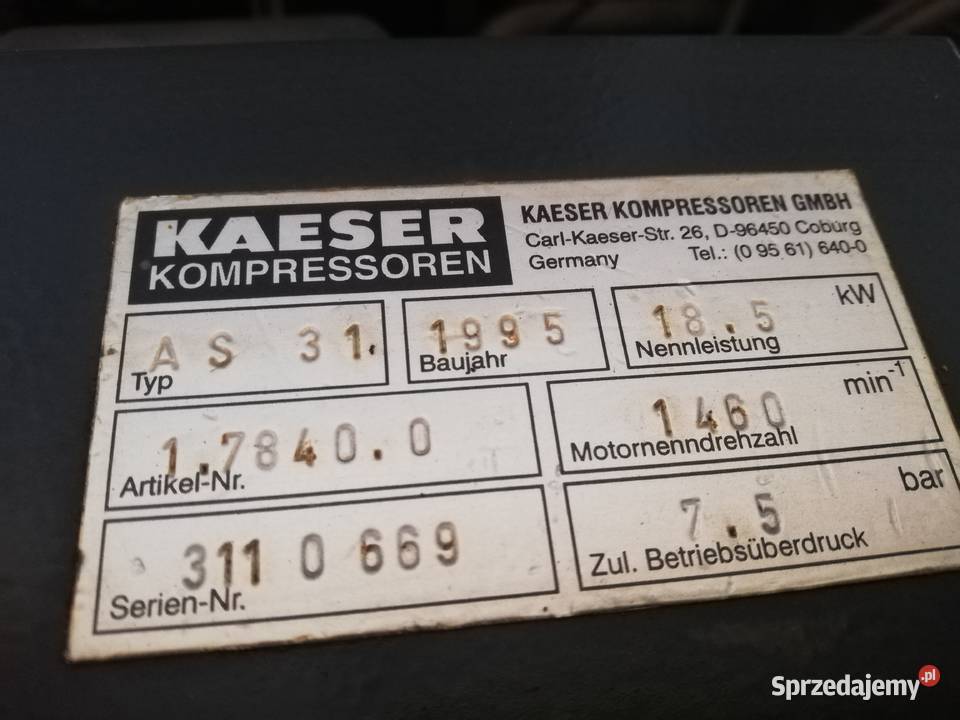 KAESER
KOMPRESSOREN
KAESER KOMPRESSOREN GMBH
Carl-Kaeser-Str. 26, D-96450 Coburg
Germany Tel.: (0 95 61) 640-0
AS 31.
Typ
1995
Baujahr
18.5 kW
Nennleistung
1.7840.0
Artikel-Nr.
1460 min-1
Motornenndrehzahl
311 0 669
Serien-Nr.
7.5 bar
Zul. Betriebsüberdruck
Sprzedajemy.pl